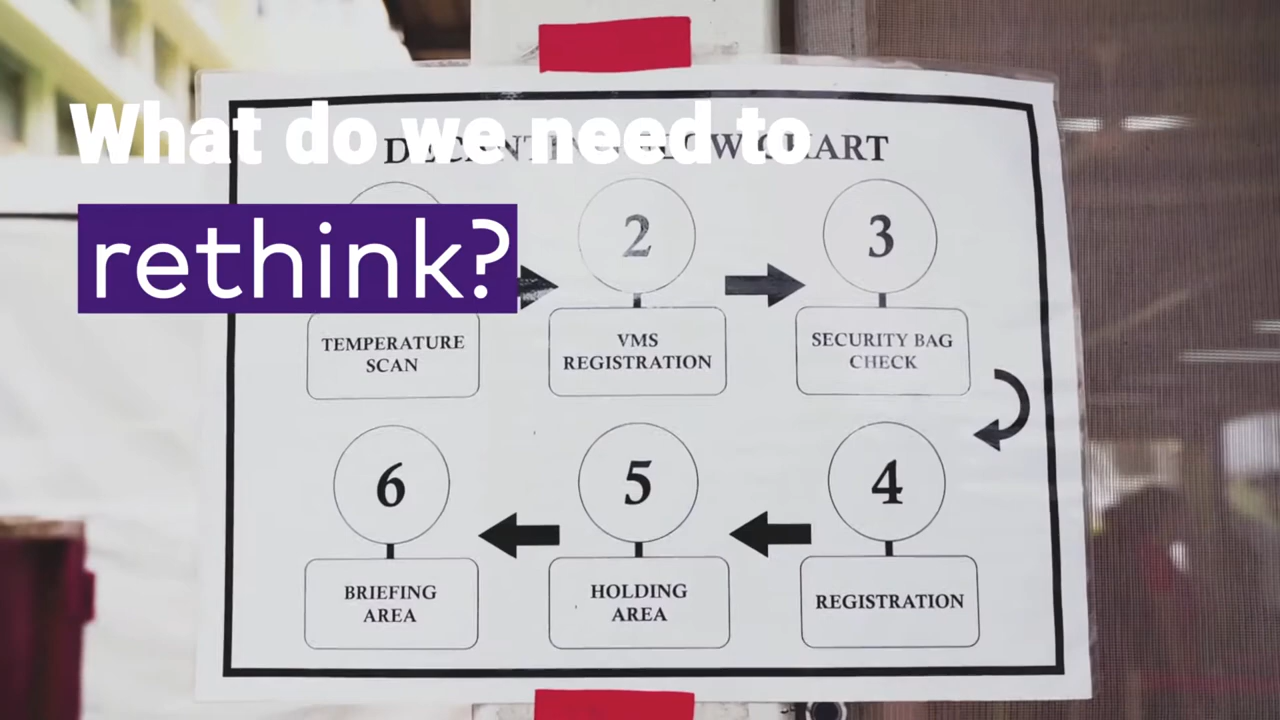 What do we need to
rethink?
CHART
2
3
TEMPERATURE
SCAN
VMS
REGISTRATION
SECURITY BAG
CHECK
6
5
4
BRIEFING
AREA
HOLDING
AREA
REGISTRATION